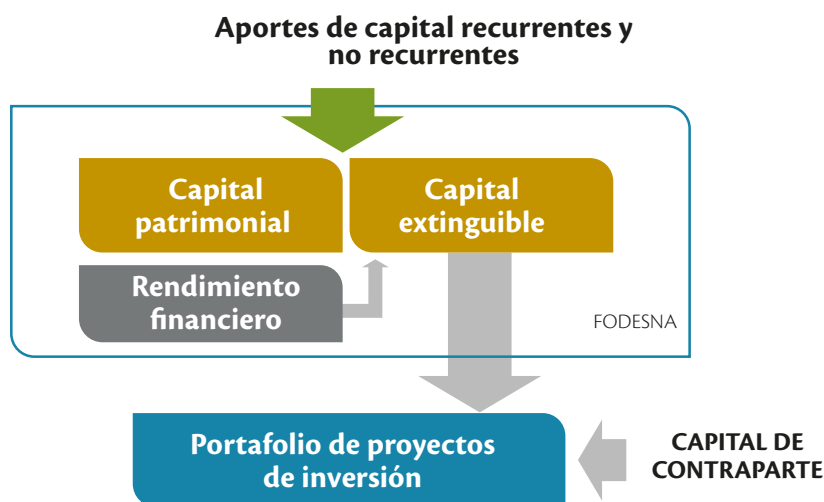 Aportes de capital recurrentes y
no recurrentes
Capital
patrimonial
Capital
extinguible
Rendimiento
financiero
FODESNA
Portafolio de proyectos
de inversión
CAPITAL DE
CONTRAPARTE